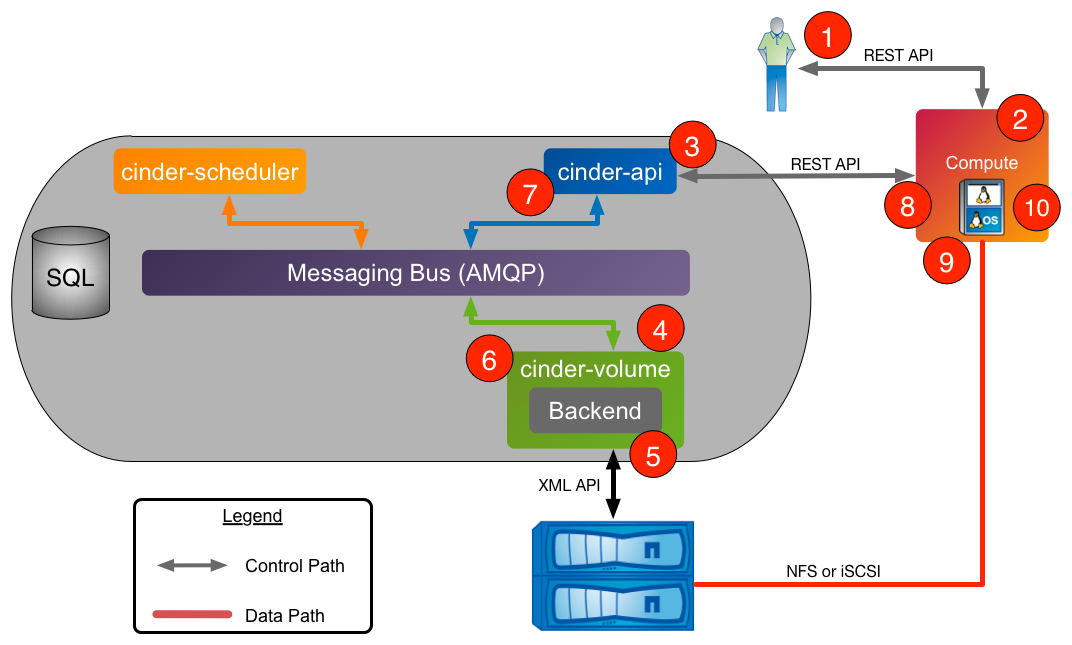 1
REST API
2
cinder-scheduler
cinder-api
3
REST API
Compute
7
8
10
OS
9
SQL
Messaging Bus (AMQP)
4
6
cinder-volume
Backend
5
XML API
Legend
Control Path
Data Path
NFS or iSCSI